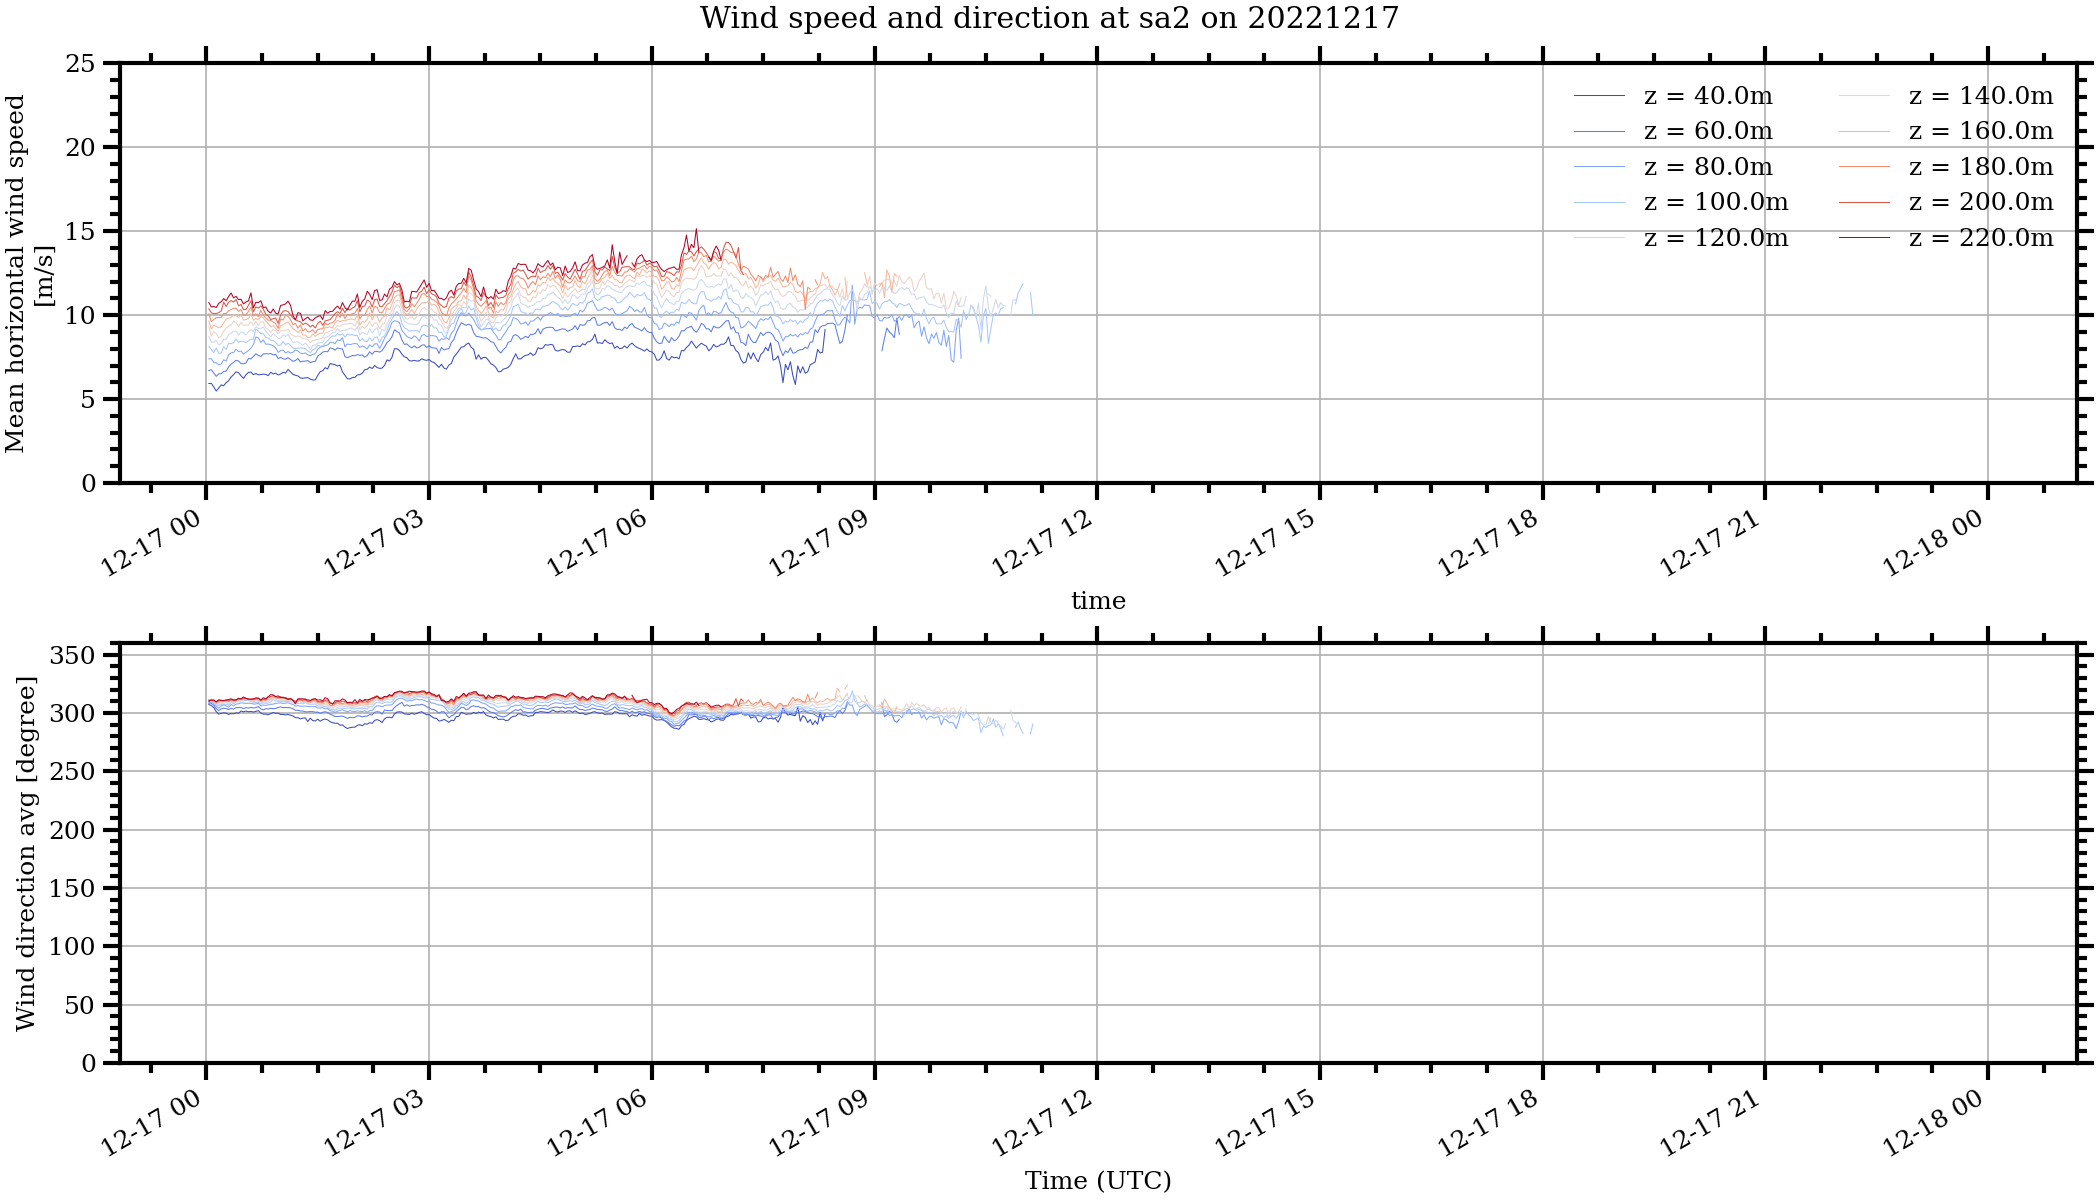 Wind speed and direction at sa2 on 20221217
Mean horizontal wind speed
[m/s]
25
20
15
10
5
0
z = 40.0m
z = 60.0m
z = 80.0m
z = 100.0m
z = 120.0m
z = 140.0m
z = 160.0m
z = 180.0m
z = 200.0m
z = 220.0m
12-17 00
12-17 03
12-17 06
12-17 09
12-17 12
12-17 15
12-17 18
12-17 21
12-18 00
time
Wind direction avg [degree]
350
300
250
200
150
100
50
0
12-17 00
12-17 03
12-17 06
12-17 09
12-17 12
12-17 15
12-17 18
12-17 21
12-18 00
Time (UTC)